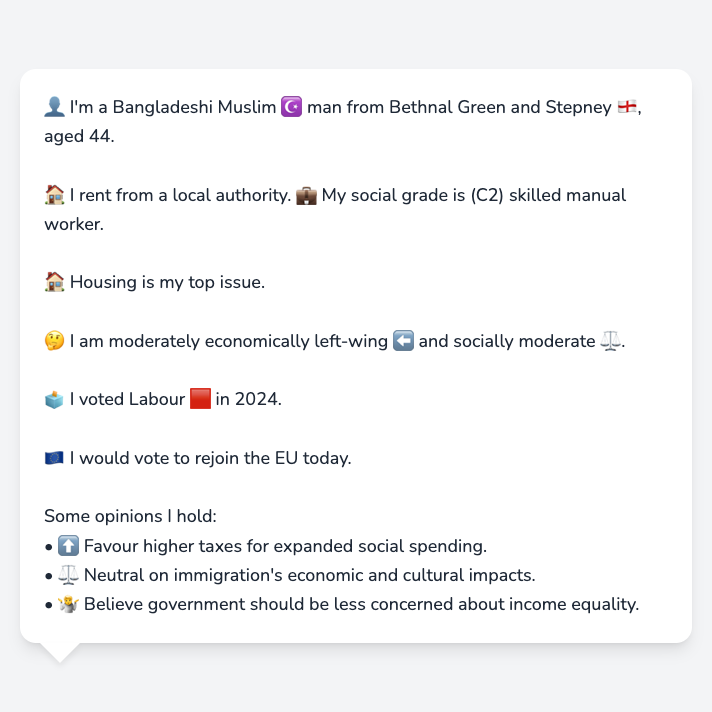 👤 I'm a Bangladeshi Muslim ☪️ man from Bethnal Green and Stepney 🏴󠁧󠁢󠁥󠁮󠁧󠁿,
aged 44.
🏠 I rent from a local authority. 💼 My social grade is (C2) skilled manual
worker.
🏠 Housing is my top issue.
🤔 I am moderately economically left-wing ⬅️ and socially moderate ⚖️.
🗳️ I voted Labour 🟥 in 2024.
🇪🇺 I would vote to rejoin the EU today.
Some opinions I hold:
• ⬆️ Favour higher taxes for expanded social spending.
• ⚖️ Neutral on immigration's economic and cultural impacts.
• 🤷 Believe government should be less concerned about income equality.